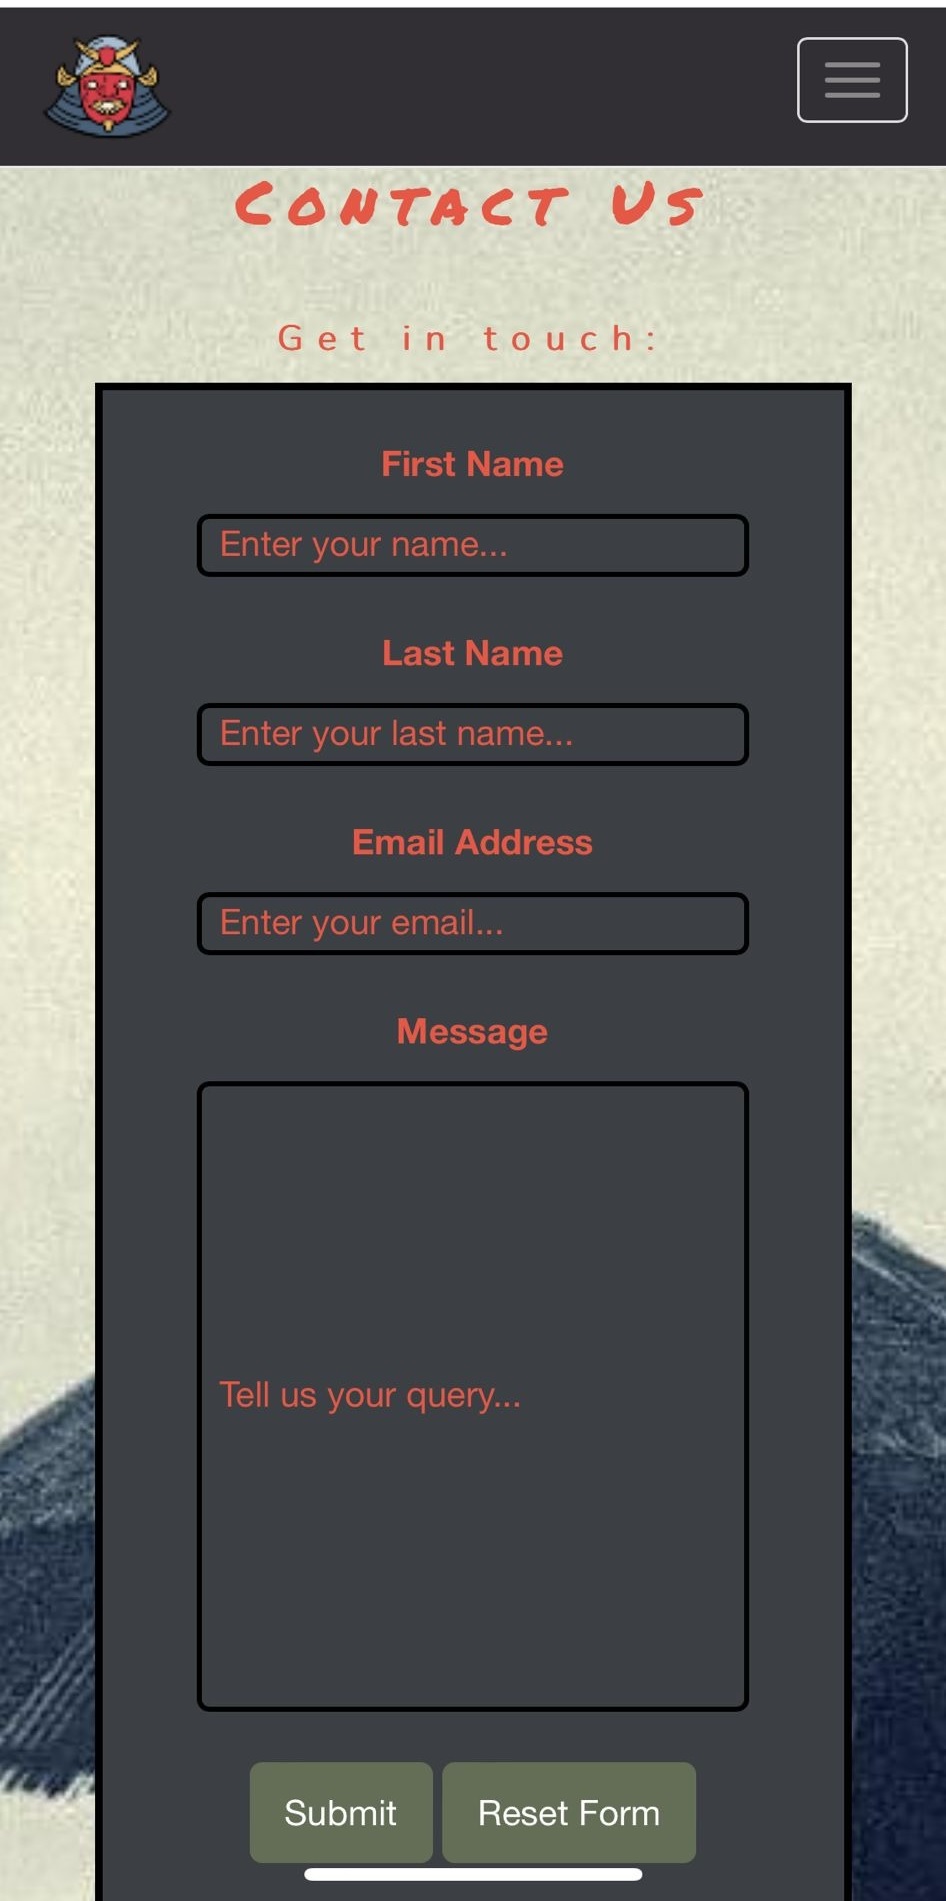 Contact Us
Get in touch:
First Name
Enter your name...
Last Name
Enter your last name...
Email Address
Enter your email...
Message
Tell us your query...
Submit Reset Form